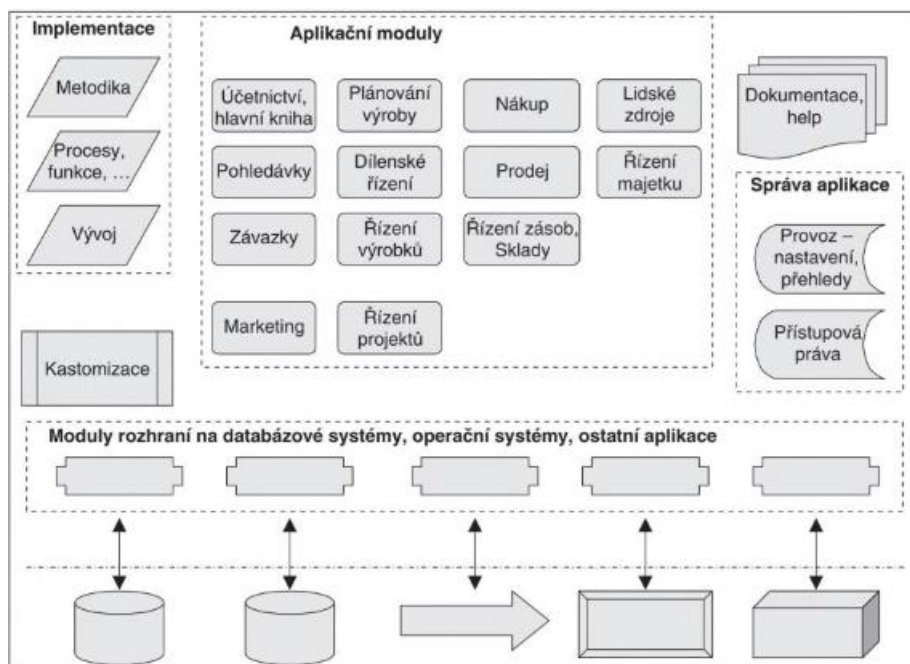 Implementace
Metodika
Procesy,
funkce, …
Vývoj
Kastomizace
Aplikační moduly
Účetnictví,
hlavní kniha
Plánování
výroby
Nákup
Lidské
zdroje
Pohledávky
Dílenské
řízení
Prodej
Řízení
majetku
Závazky
Řízení
výrobků
Řízení zásob,
Sklady
Marketing
Řízení
projektů
Dokumentace,
help
Správa aplikace
Provoz –
nastavení,
přehledy
Přístupová
práva
Moduly rozhraní na databázové systémy, operační systémy, ostatní aplikace